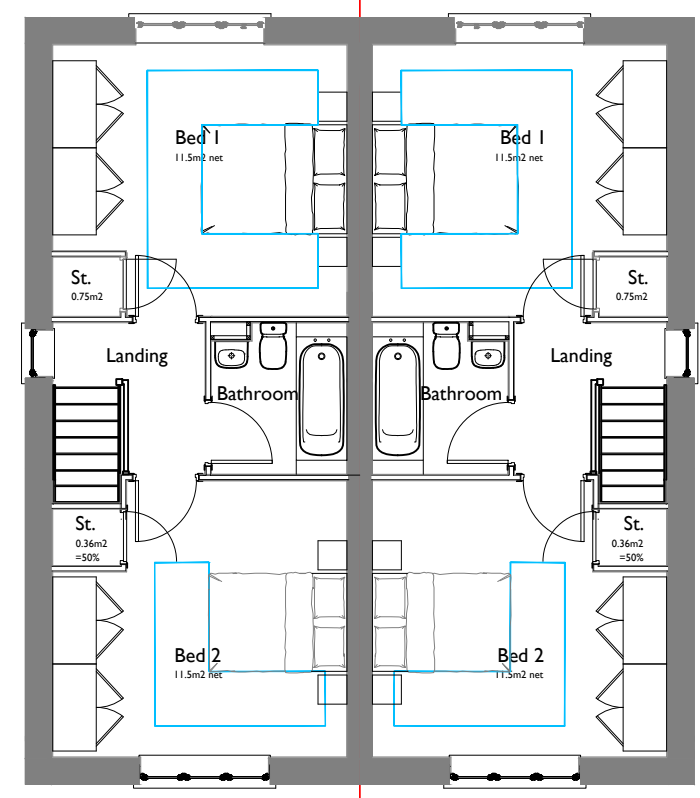 Bed 1
11.5m2 net
Bed 1
11.5m2 net
St.
0.75m2
St.
0.75m2
Landing
Landing
Bathroom
Bathroom
St.
0.36m2
=50%
St.
0.36m2
=50%
Bed 2
11.5m2 net
Bed 2
11.5m2 net